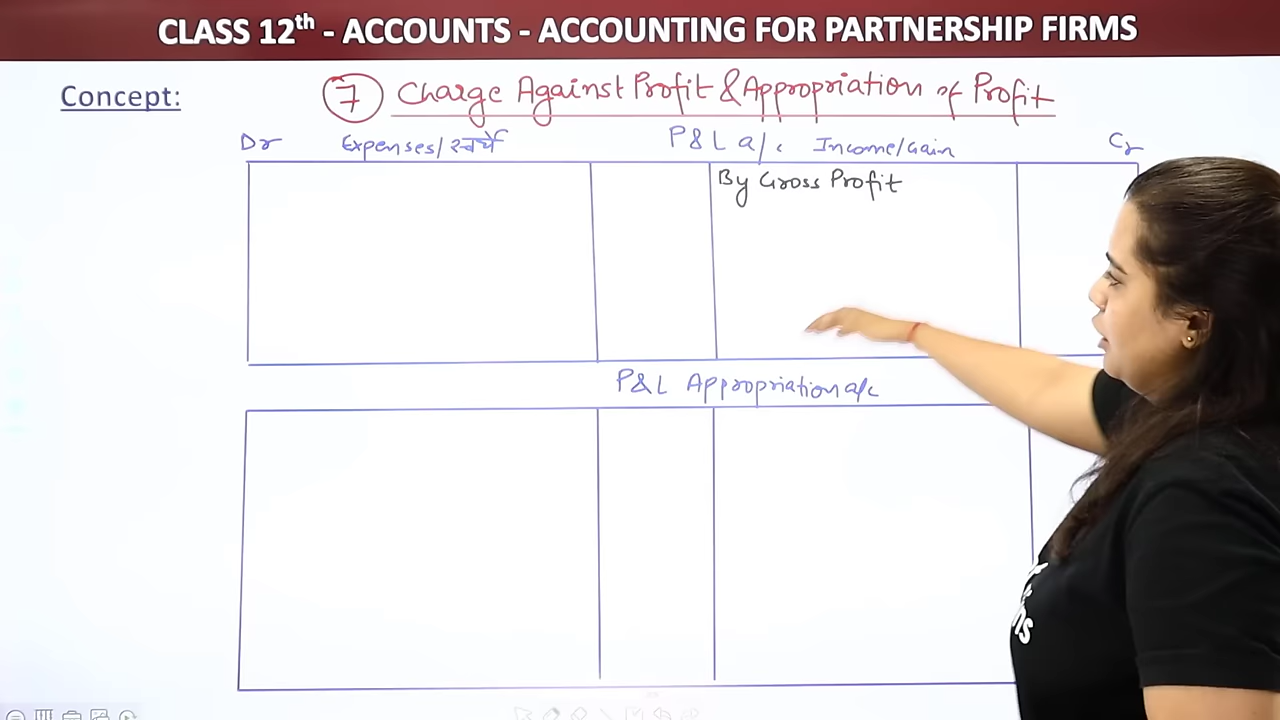 CLASS 12th - ACCOUNTS - ACCOUNTING FOR PARTNERSHIP FIRMS
Concept:
7 Charge Against Profit & Appropriation of Profit
Dr Expenses/खर्चे P&L a/c Income/Gain Cr
By Gross Profit
P&L Appropriation a/c